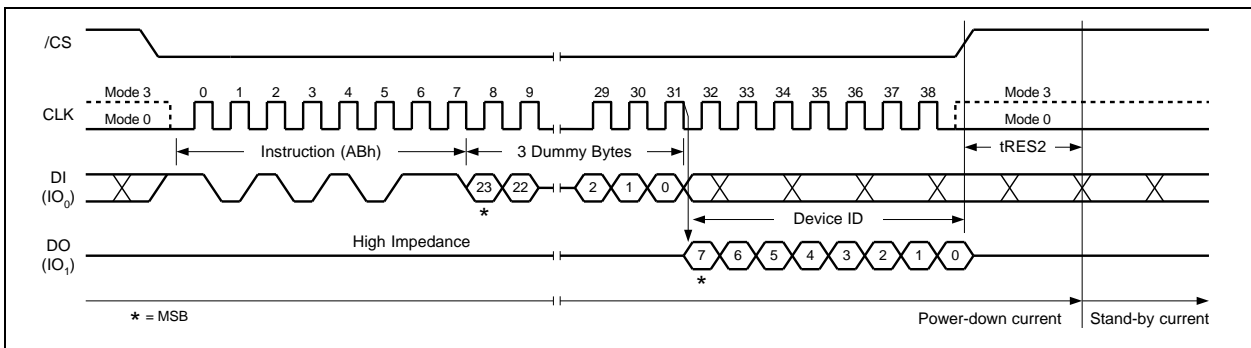 /CS
Mode 3 0 1 2 3 4 5 6 7 8 9 29 30 31 32 33 34 35 36 37 38 Mode 3
CLK
Mode 0 Mode 0
Instruction (ABh) 3 Dummy Bytes tRES2
DI
(IO0)
23 22 2 1 0
*
Device ID
High Impedance
DO
(IO1)
7 6 5 4 3 2 1 0
*
* = MSB
Power-down current Stand-by current